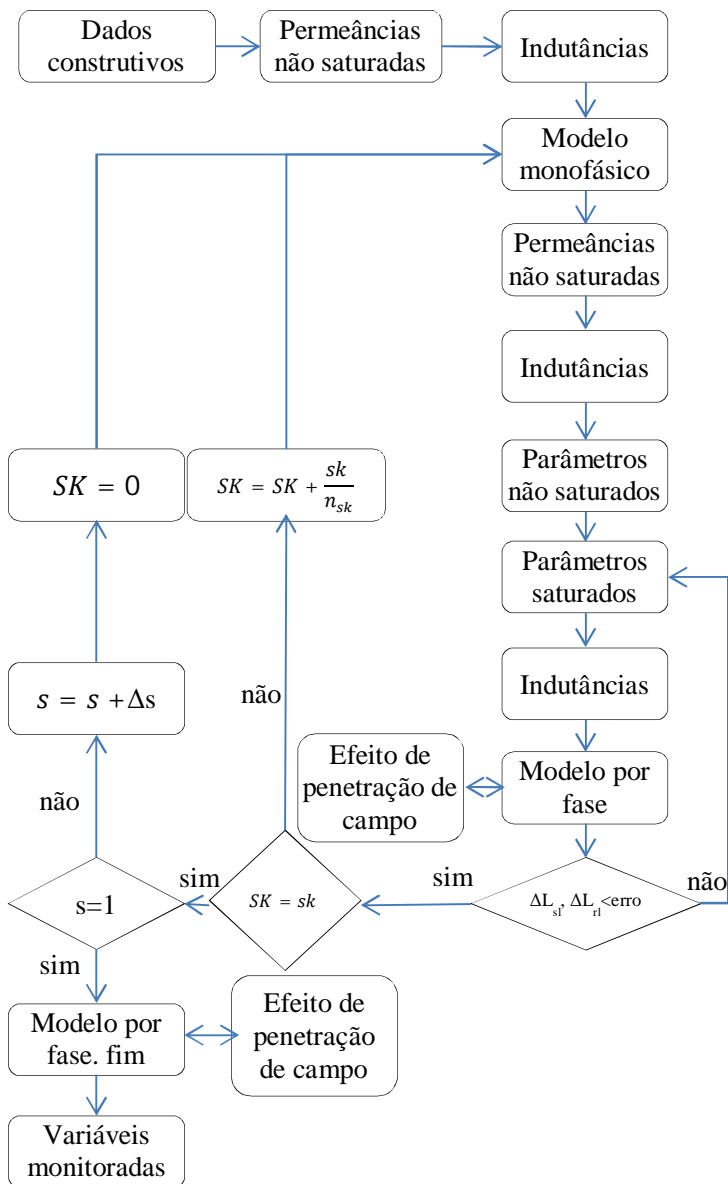 Dados
construtivos
Permeâncias
não saturadas
Indutâncias
Modelo
monofásico
Permeâncias
não saturadas
Indutâncias
SK = 0
SK = SK + sk/n_sk
Parâmetros
não saturados
Parâmetros
saturados
s = s + Δs
não
Indutâncias
Efeito de
penetração de
campo
Modelo por
fase
não
s=1
sim
SK = sk
sim
ΔL_sl, ΔL_rl<erro
não
sim
Modelo por
fase. fim
Efeito de
penetração
de campo
Variáveis
monitoradas